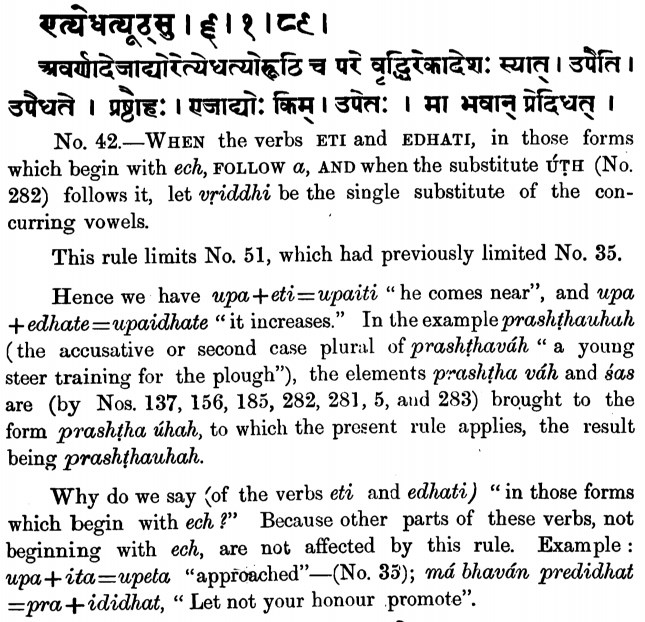 एत्येधत्यूठ्सु । ६ । १ । ८९ ।
अवर्णादेजाद्योरेत्येधत्योरूठि च परे वृद्धिरेकादेशः स्यात् । उपैति ।
उपैधते । प्रष्ठौहः । एजाद्योः किम् । उपेतः । मा भवान् प्रेदिधत् ।
No. 42.—WHEN the verbs ETI and EDHATI, in those forms
which begin with ech, FOLLOW a, AND when the substitute ÚṬH (No.
282) follows it, let vṛiddhi be the single substitute of the con-
curring vowels.
This rule limits No. 51, which had previously limited No. 35.
Hence we have upa+eti=upaiti “he comes near”, and upa
+edhate=upaidhate “it increases.” In the example prashṭhauhah
(the accusative or second case plural of prashṭhaváh “a young
steer training for the plough”), the elements prashṭha váh and śas
are (by Nos. 137, 156, 185, 282, 281, 5, and 283) brought to the
form prashṭha úhah, to which the present rule applies, the result
being prashṭhauhah.
Why do we say (of the verbs eti and edhati) “in those forms
which begin with ech?” Because other parts of these verbs, not
beginning with ech, are not affected by this rule. Example:
upa+ita=upeta “approached”—(No. 35); má bhaván predidhat
=pra+ididhat, “Let not your honour promote”.